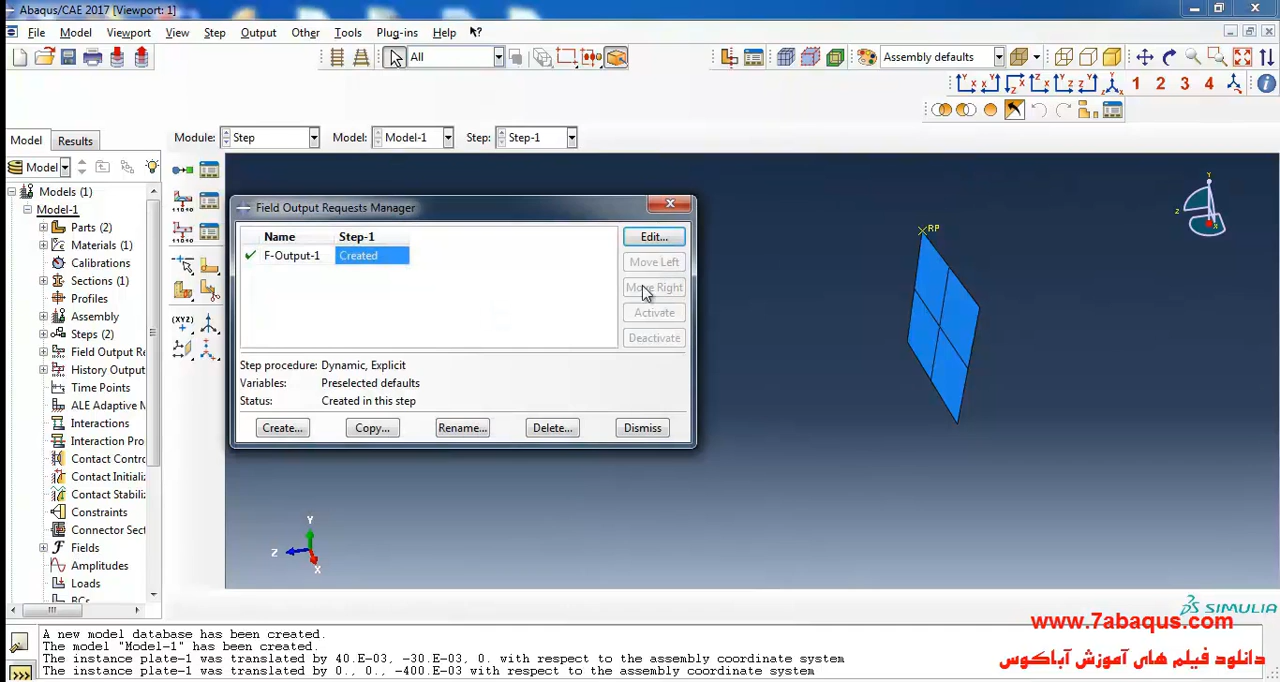 Abaqus/CAE 2017 [Viewport: 1]
File Model Viewport View Step Output Other Tools Plug-ins Help
All
Assembly defaults
1 2 3 4
Model Results
Module: Step Model: Model-1 Step: Step-1
Model
Models (1)
Model-1
Parts (2)
Materials (1)
Calibrations
Sections (1)
Profiles
Assembly
Steps (2)
Field Output Re
History Output
Time Points
ALE Adaptive M
Interactions
Interaction Pro
Contact Contro
Contact Initializ
Contact Stabiliz
Constraints
Connector Sect
Fields
Amplitudes
Loads
BCs
(XYZ)
Field Output Requests Manager
Name Step-1
F-Output-1 Created
Edit...
Move Left
Move Right
Activate
Deactivate
Step procedure: Dynamic, Explicit
Variables: Preselected defaults
Status: Created in this step
Create... Copy... Rename... Delete... Dismiss
RP
Y
Z
X
Y
Z
X
SIMULIA
A new model database has been created.
The model "Model-1" has been created.
The instance plate-1 was translated by 40.E-03, -30.E-03, 0. with respect to the assembly coordinate system
The instance plate-1 was translated by 0., 0., -400.E-03 with respect to the assembly coordinate system
>>>
www.7abaqus.com
دانلود فیلم های آموزش آباکوس